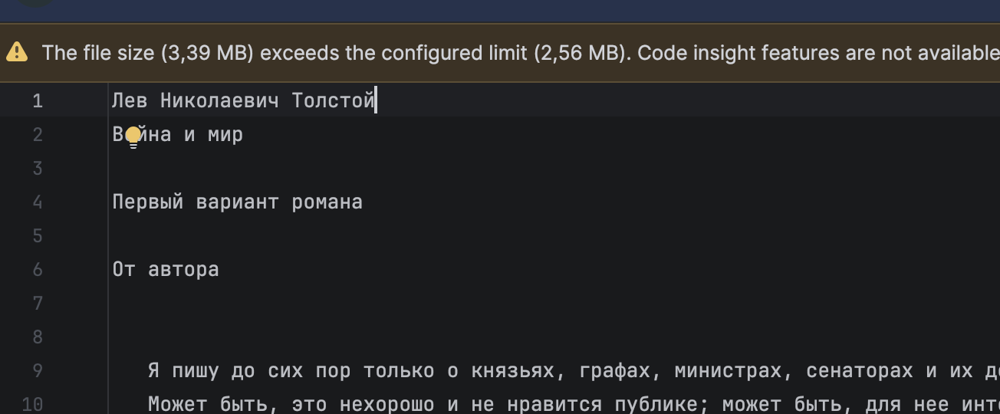 The file size (3,39 MB) exceeds the configured limit (2,56 MB). Code insight features are not available
1 Лев Николаевич Толстой
2 Война и мир
3
4 Первый вариант романа
5
6 От автора
7
8
9 Я пишу до сих пор только о князьях, графах, министрах, сенаторах и их
10 Может быть, это нехорошо и не нравится публике; может быть, для нее